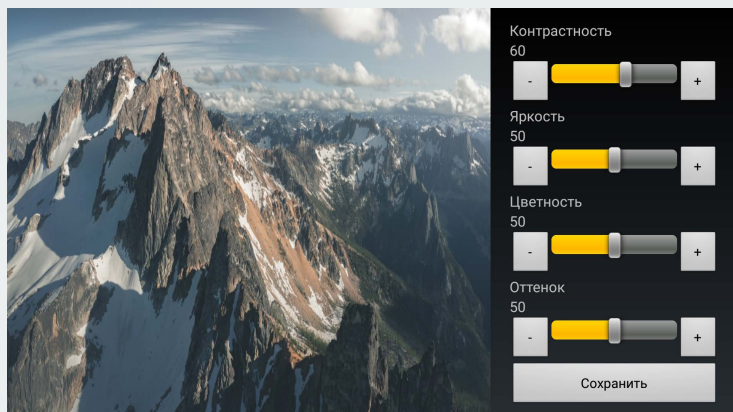 Контрастность
60
- +
Яркость
50
- +
Цветность
50
- +
Оттенок
50
- +
Сохранить